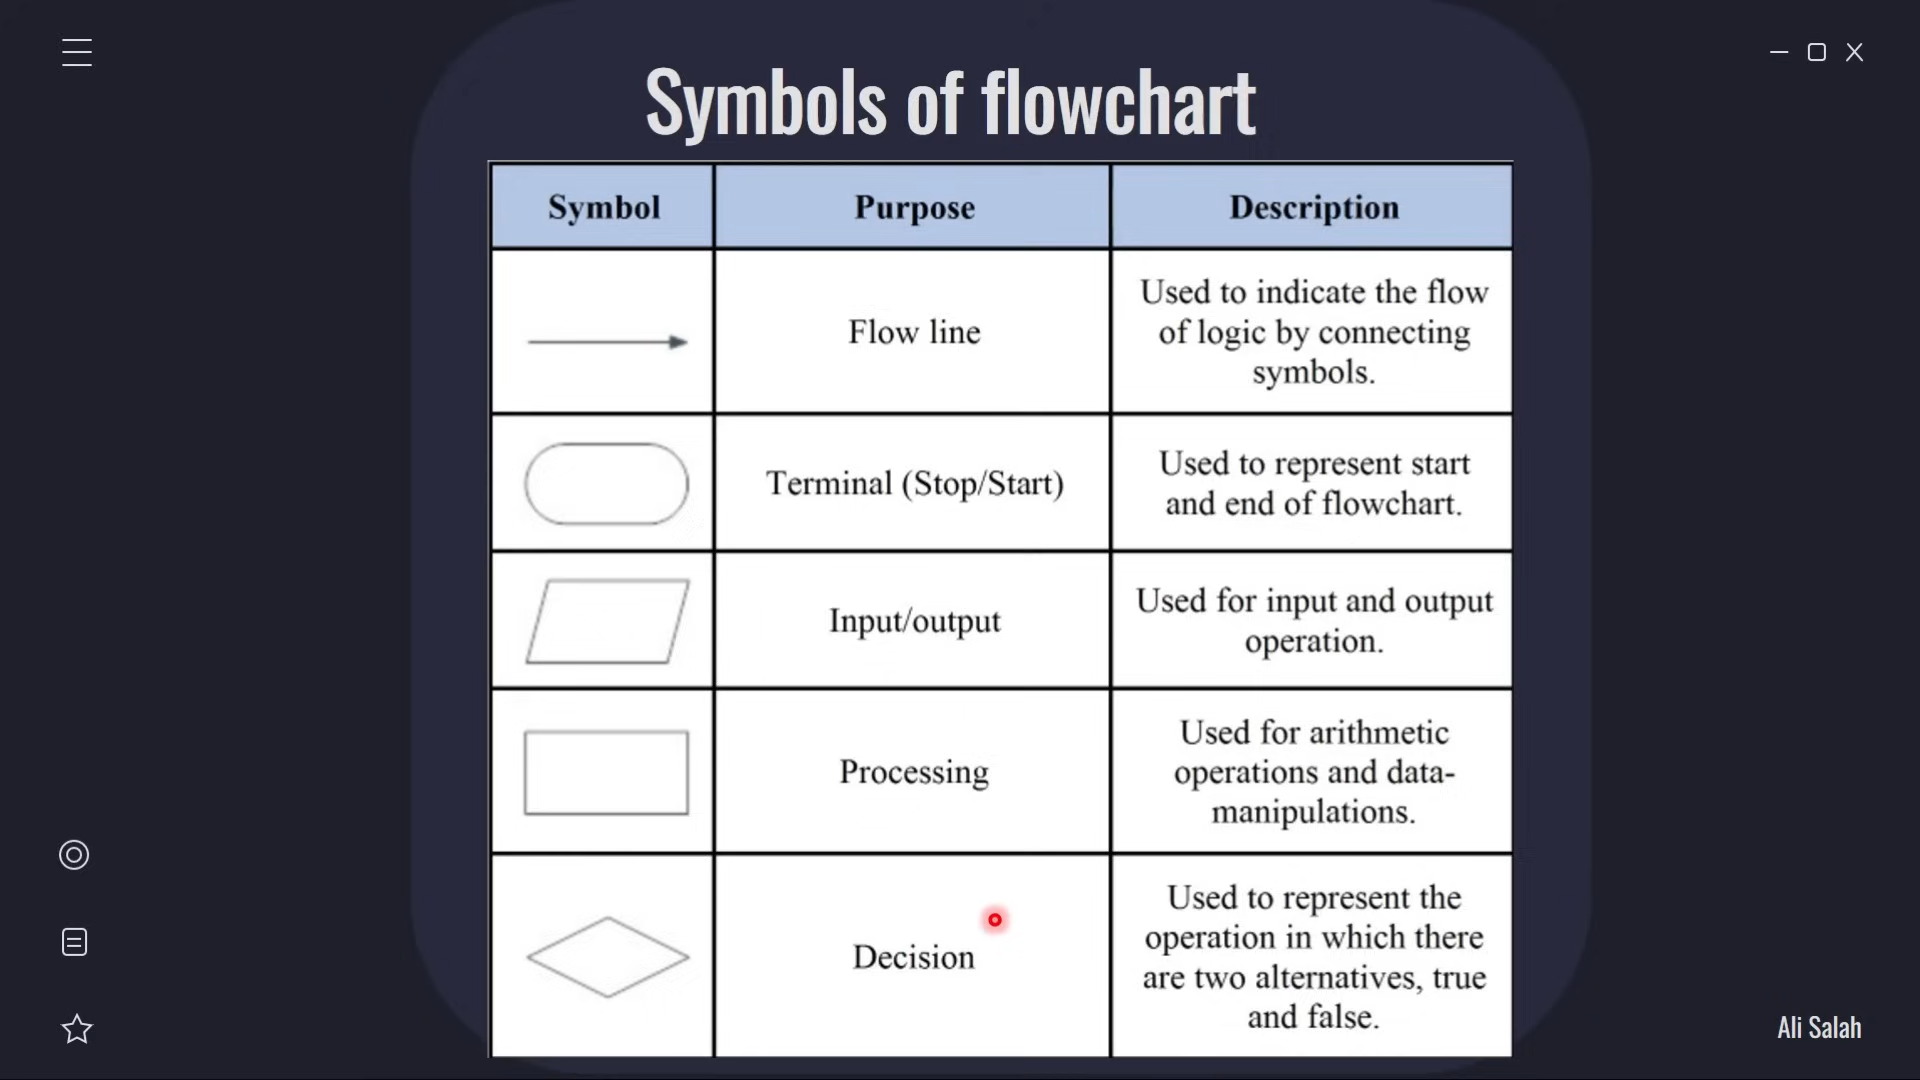 Symbols of flowchart
Symbol Purpose Description
Flow line
Used to indicate the flow
of logic by connecting
symbols.
Terminal (Stop/Start)
Used to represent start
and end of flowchart.
Input/output
Used for input and output
operation.
Processing
Used for arithmetic
operations and data-
manipulations.
Decision
Used to represent the
operation in which there
are two alternatives, true
and false.
Ali Salah